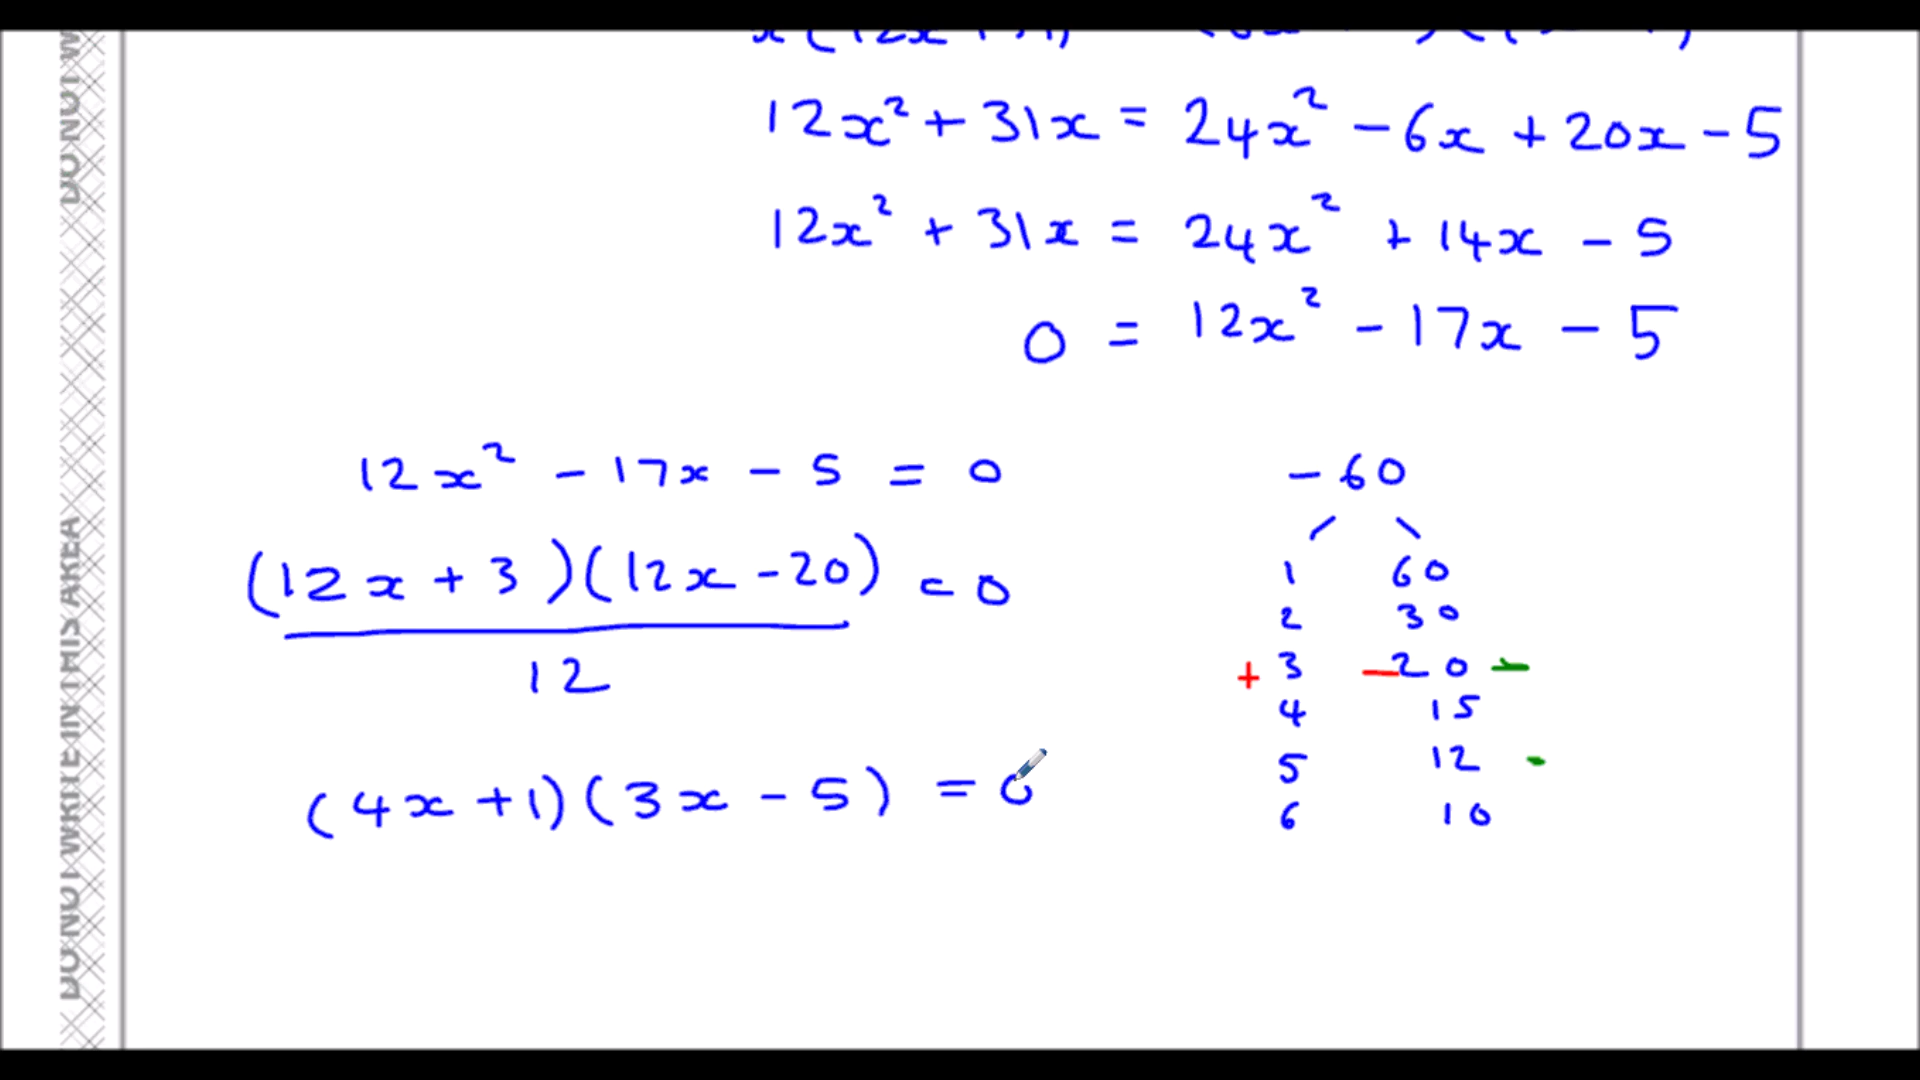 12x² + 31x = 24x² - 6x + 20x - 5
12x² + 31x = 24x² + 14x - 5
0 = 12x² - 17x - 5
12x² - 17x - 5 = 0
(12x + 3)(12x - 20) = 0
12
(4x + 1)(3x - 5) = 0
- 60
1 60
2 30
+ 3 -20 -
4 15
5 12 -
6 10
DO NOT W
DO NOT WRITE IN THIS AREA